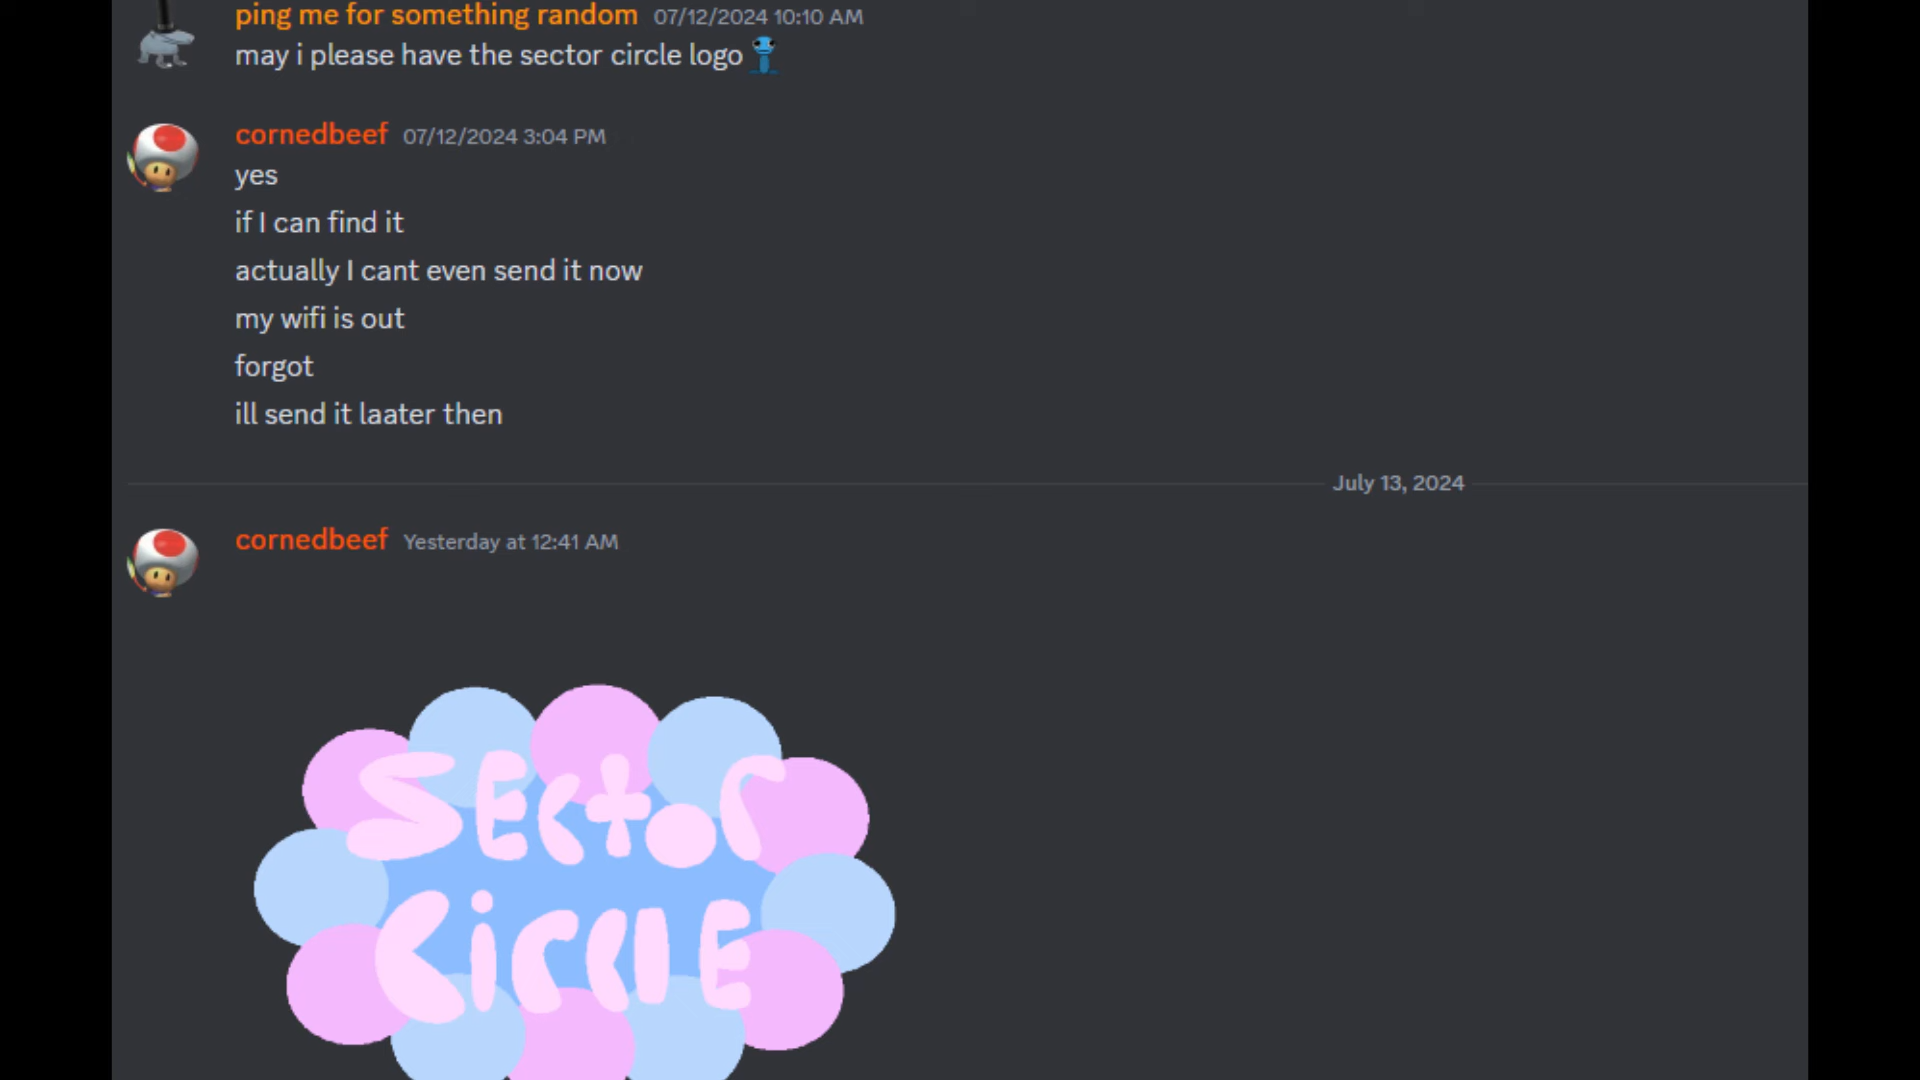 ping me for something random 07/12/2024 10:10 AM
may i please have the sector circle logo
cornedbeef 07/12/2024 3:04 PM
yes
if I can find it
actually I cant even send it now
my wifi is out
forgot
ill send it laater then
July 13, 2024
cornedbeef Yesterday at 12:41 AM
SECtor
CirclE